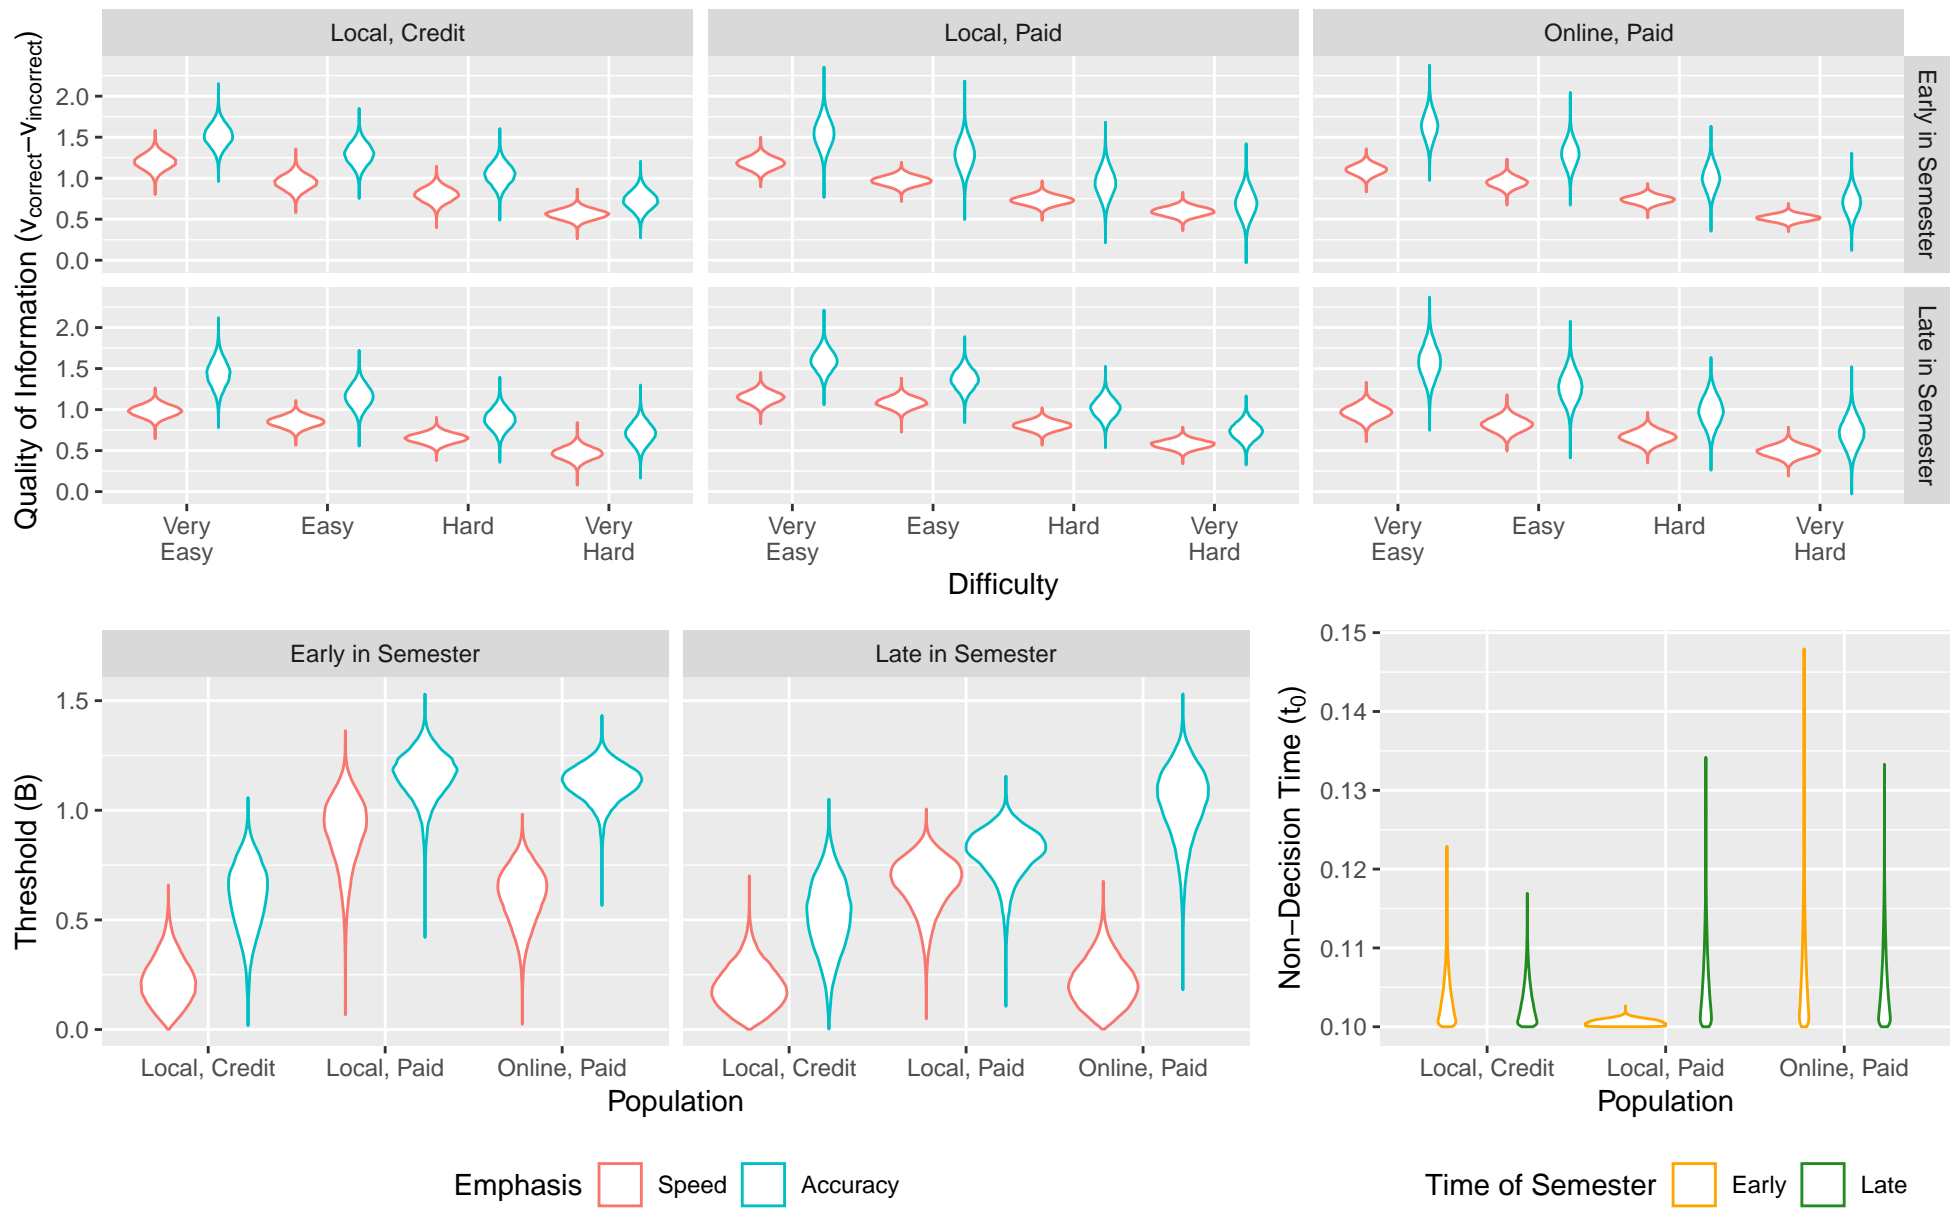 Local, Credit
Local, Paid
Online, Paid
Quality of Information (vcorrect−vincorrect)
2.0
1.5
1.0
0.5
0.0
Early in Semester
2.0
1.5
1.0
0.5
0.0
Late in Semester
Very Easy
Easy
Hard
Very Hard
Very Easy
Easy
Hard
Very Hard
Very Easy
Easy
Hard
Very Hard
Difficulty
Early in Semester
Late in Semester
Threshold (B)
1.5
1.0
0.5
0.0
Local, Credit
Local, Paid
Online, Paid
Local, Credit
Local, Paid
Online, Paid
Population
Non−Decision Time (t0)
0.15
0.14
0.13
0.12
0.11
0.10
Local, Credit
Local, Paid
Online, Paid
Population
Emphasis
Speed
Accuracy
Time of Semester
Early
Late